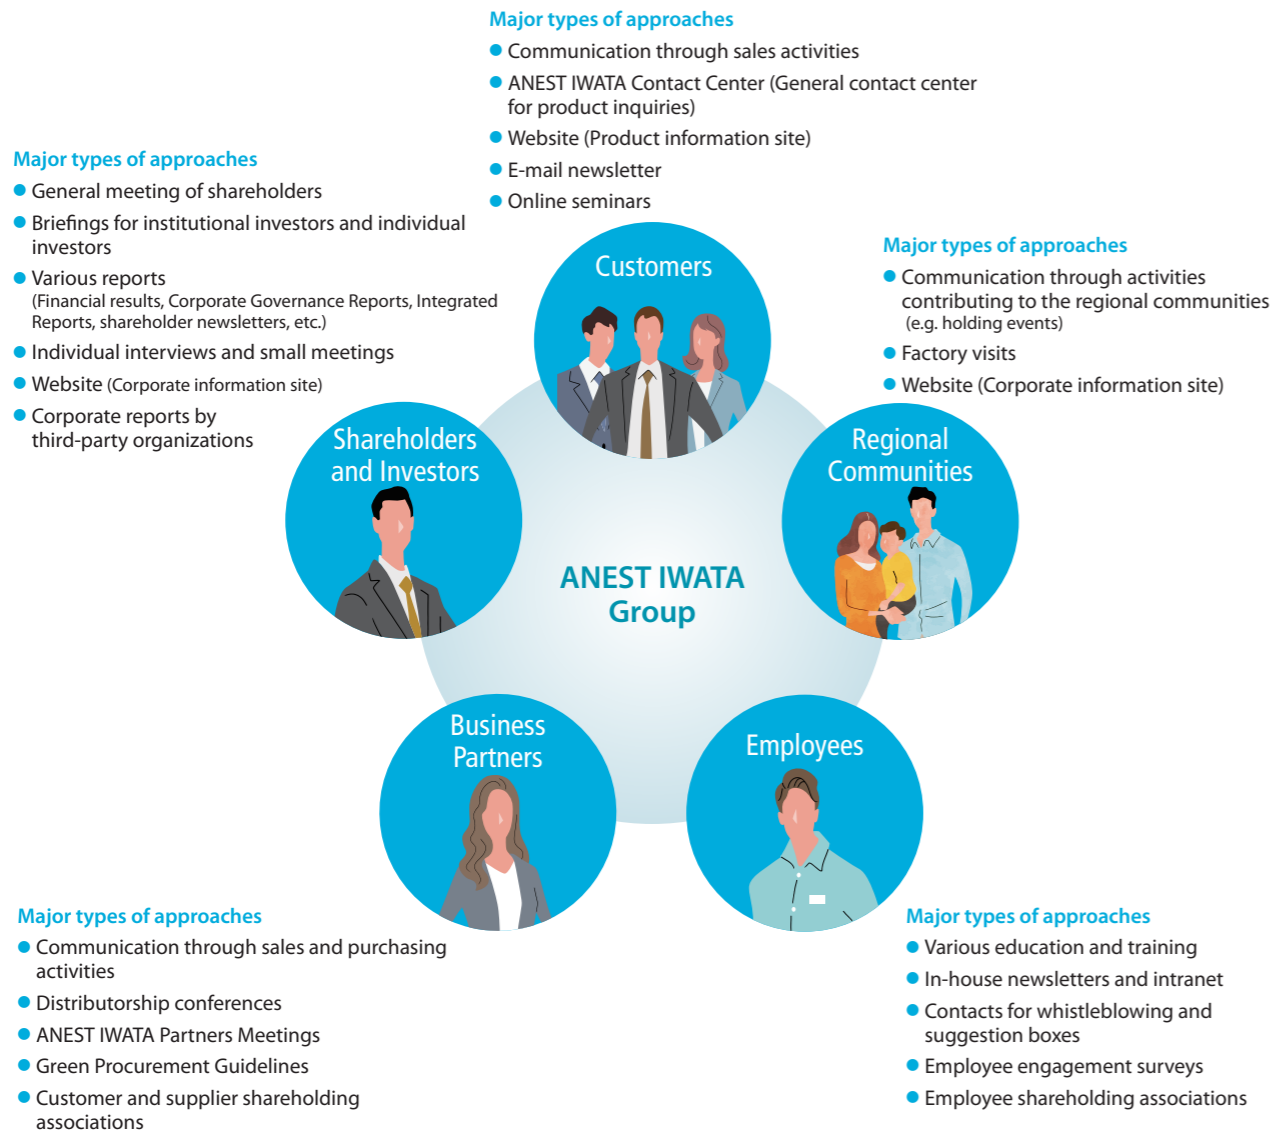 Major types of approaches
● Communication through sales activities
● ANEST IWATA Contact Center (General contact center
for product inquiries)
● Website (Product information site)
● E-mail newsletter
● Online seminars
Major types of approaches
● General meeting of shareholders
● Briefings for institutional investors and individual
investors
● Various reports
(Financial results, Corporate Governance Reports, Integrated
Reports, shareholder newsletters, etc.)
● Individual interviews and small meetings
● Website (Corporate information site)
● Corporate reports by
third-party organizations
Major types of approaches
● Communication through activities
contributing to the regional communities
(e.g. holding events)
● Factory visits
● Website (Corporate information site)
Customers
Shareholders
and Investors
Regional
Communities
ANEST IWATA
Group
Business
Partners
Employees
Major types of approaches
● Communication through sales and purchasing
activities
● Distributorship conferences
● ANEST IWATA Partners Meetings
● Green Procurement Guidelines
● Customer and supplier shareholding
associations
Major types of approaches
● Various education and training
● In-house newsletters and intranet
● Contacts for whistleblowing and
suggestion boxes
● Employee engagement surveys
● Employee shareholding associations